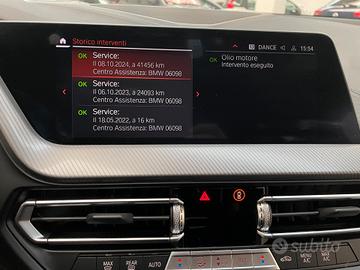 Storico interventi
DANCE
15:54
OK Service:
Il 08.10.2024, a 41456 km
Centro Assistenza: BMW 06098
OK Service:
Il 06.10.2023, a 24093 km
Centro Assistenza: BMW 06098
OK Service:
Il 18.05.2022, a 16 km
Centro Assistenza: BMW 06098
OK Olio motore
Intervento eseguito
MAX
A/C
REAR
AUTO
MENU
A/C
subito